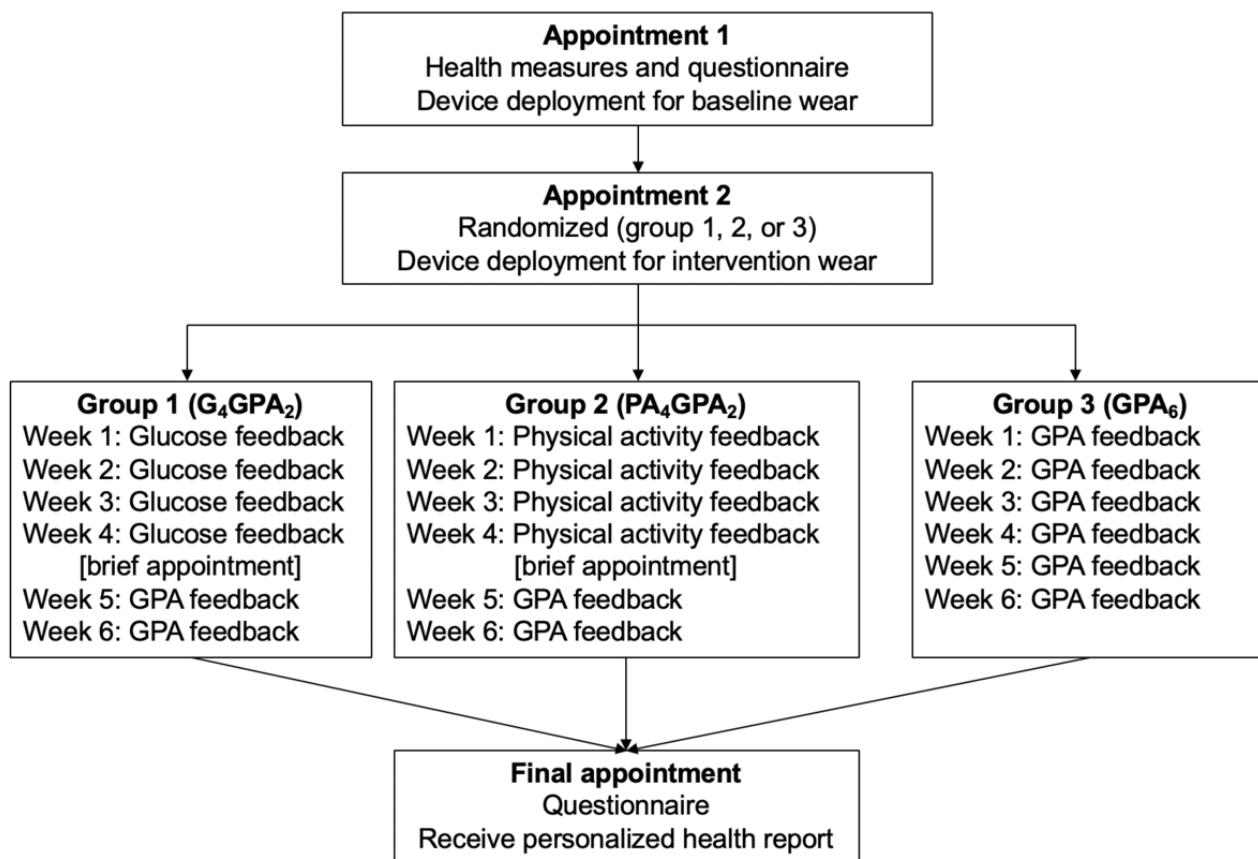 Appointment 1
Health measures and questionnaire
Device deployment for baseline wear
Appointment 2
Randomized (group 1, 2, or 3)
Device deployment for intervention wear
Group 1 (G₄GPA₂)
Week 1: Glucose feedback
Week 2: Glucose feedback
Week 3: Glucose feedback
Week 4: Glucose feedback
[brief appointment]
Week 5: GPA feedback
Week 6: GPA feedback
Group 2 (PA₄GPA₂)
Week 1: Physical activity feedback
Week 2: Physical activity feedback
Week 3: Physical activity feedback
Week 4: Physical activity feedback
[brief appointment]
Week 5: GPA feedback
Week 6: GPA feedback
Group 3 (GPA₆)
Week 1: GPA feedback
Week 2: GPA feedback
Week 3: GPA feedback
Week 4: GPA feedback
Week 5: GPA feedback
Week 6: GPA feedback
Final appointment
Questionnaire
Receive personalized health report